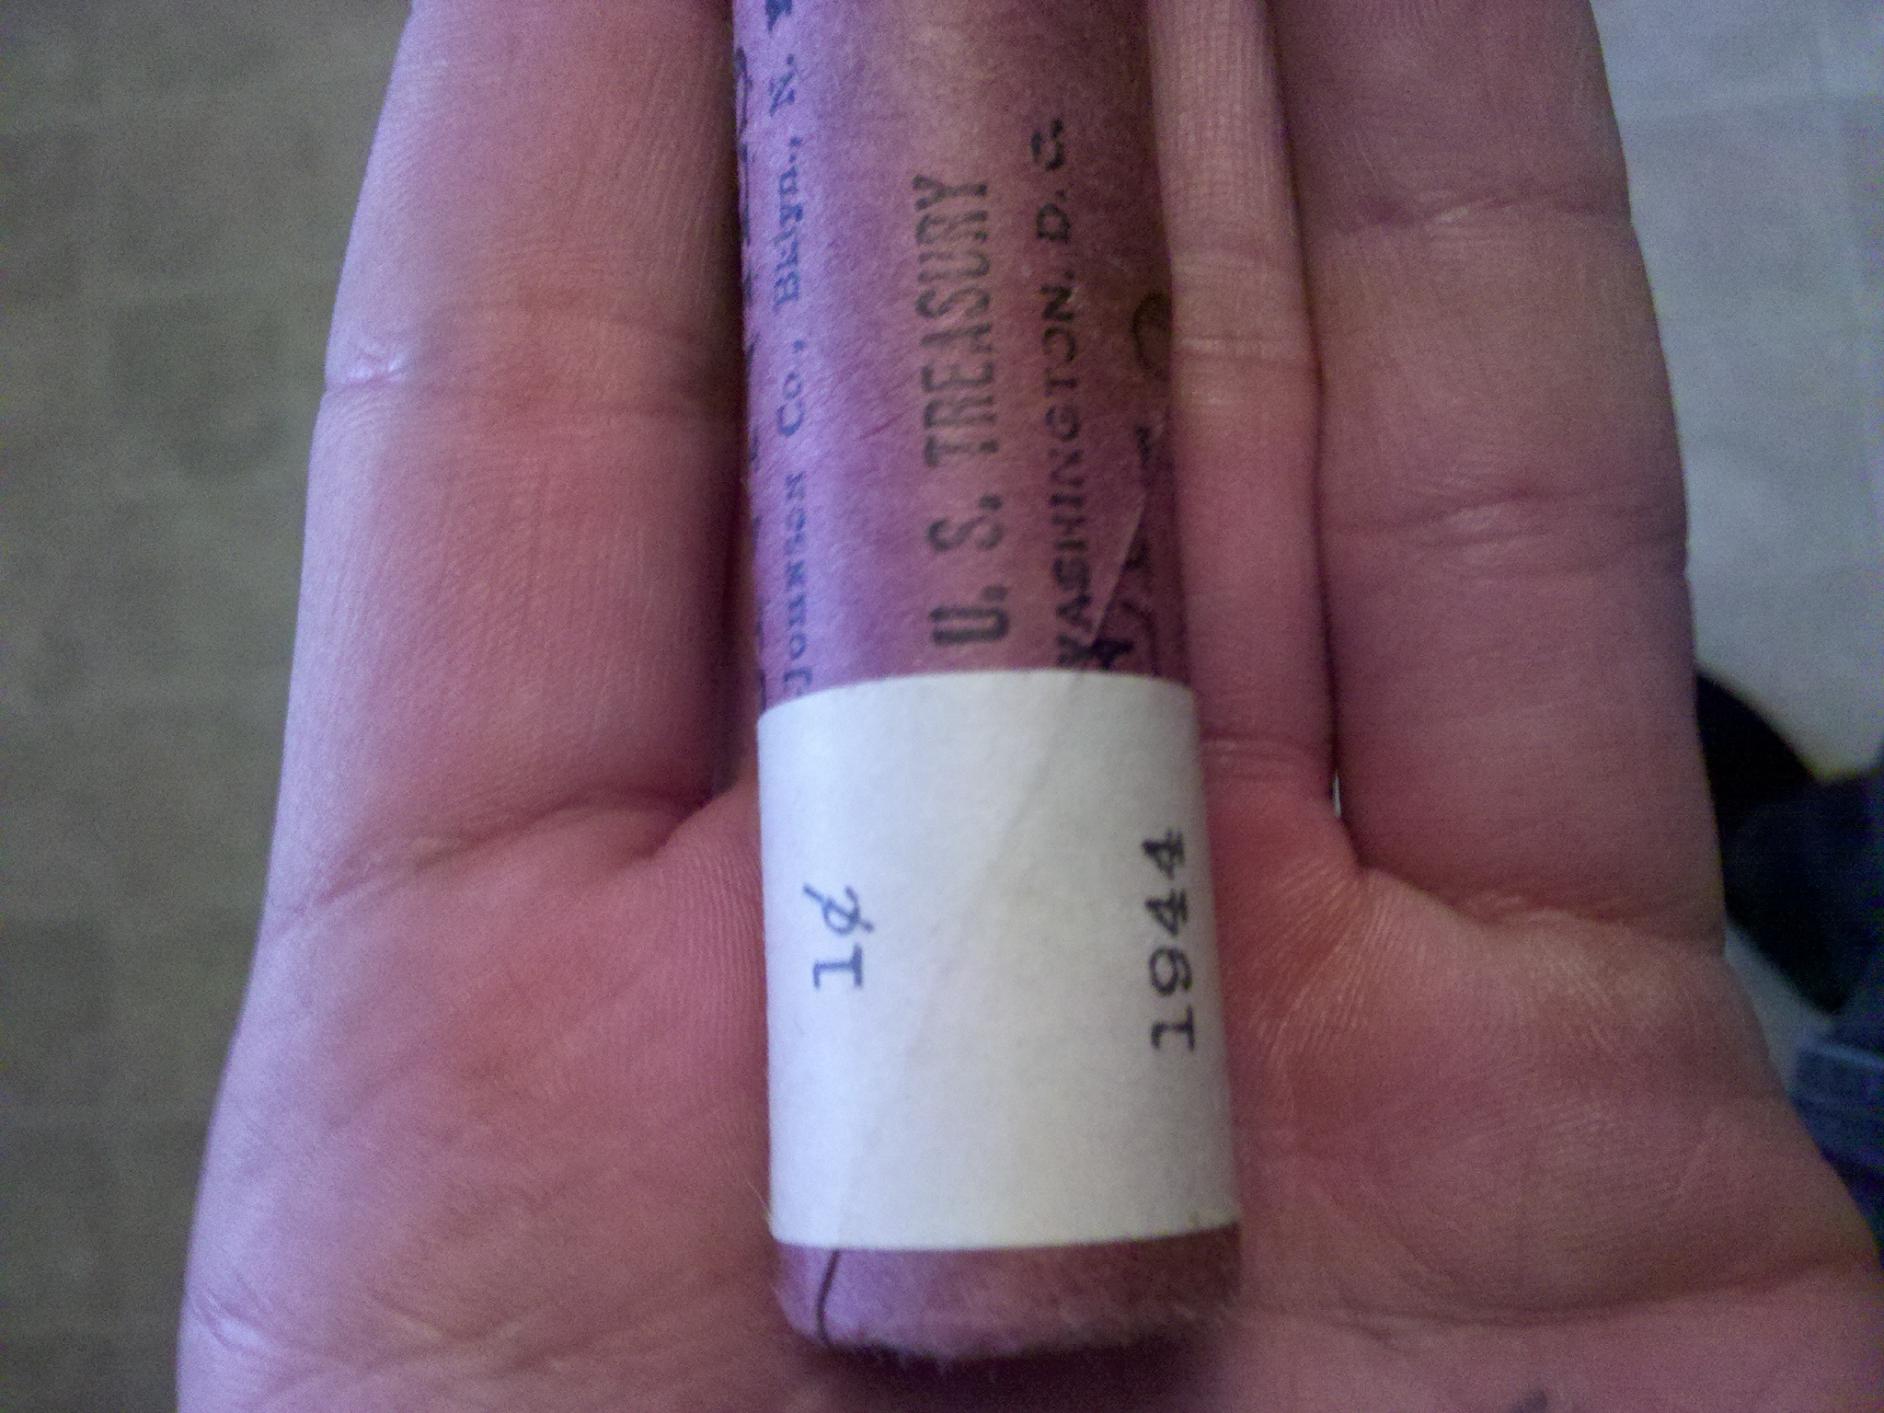 Johnson Co., Bklyn., N.
U. S. TREASURY
WASHINGTON, D. C.
1¢
1944